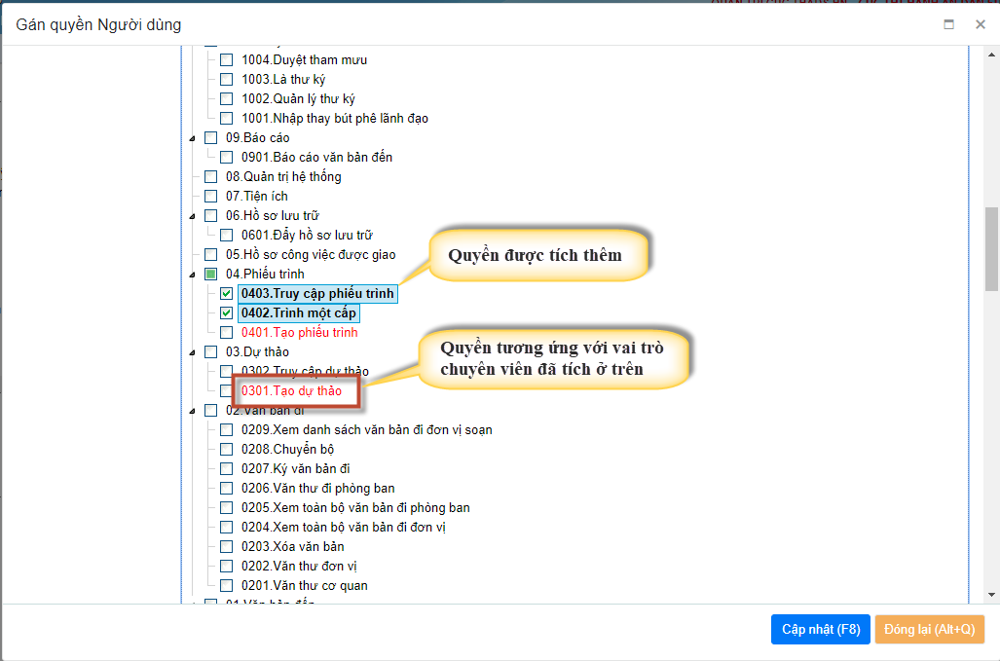 Gán quyền Người dùng
1004.Duyệt tham mưu
1003.Là thư ký
1002.Quản lý thư ký
1001.Nhập thay bút phê lãnh đạo
09.Báo cáo
0901.Báo cáo văn bản đến
08.Quản trị hệ thống
07.Tiện ích
06.Hồ sơ lưu trữ
0601.Đẩy hồ sơ lưu trữ
05.Hồ sơ công việc được giao
Quyền được tích thêm
04.Phiếu trình
0403.Truy cập phiếu trình
0402.Trình một cấp
0401.Tạo phiếu trình
Quyền tương ứng với vai trò
chuyên viên đã tích ở trên
03.Dự thảo
0302.Truy cập dự thảo
0301.Tạo dự thảo
02.Văn bản đi
0209.Xem danh sách văn bản đi đơn vị soạn
0208.Chuyển bộ
0207.Ký văn bản đi
0206.Văn thư đi phòng ban
0205.Xem toàn bộ văn bản đi phòng ban
0204.Xem toàn bộ văn bản đi đơn vị
0203.Xóa văn bản
0202.Văn thư đơn vị
0201.Văn thư cơ quan
01.Văn bản đến
Cập nhật (F8)
Đóng lại (Alt+Q)